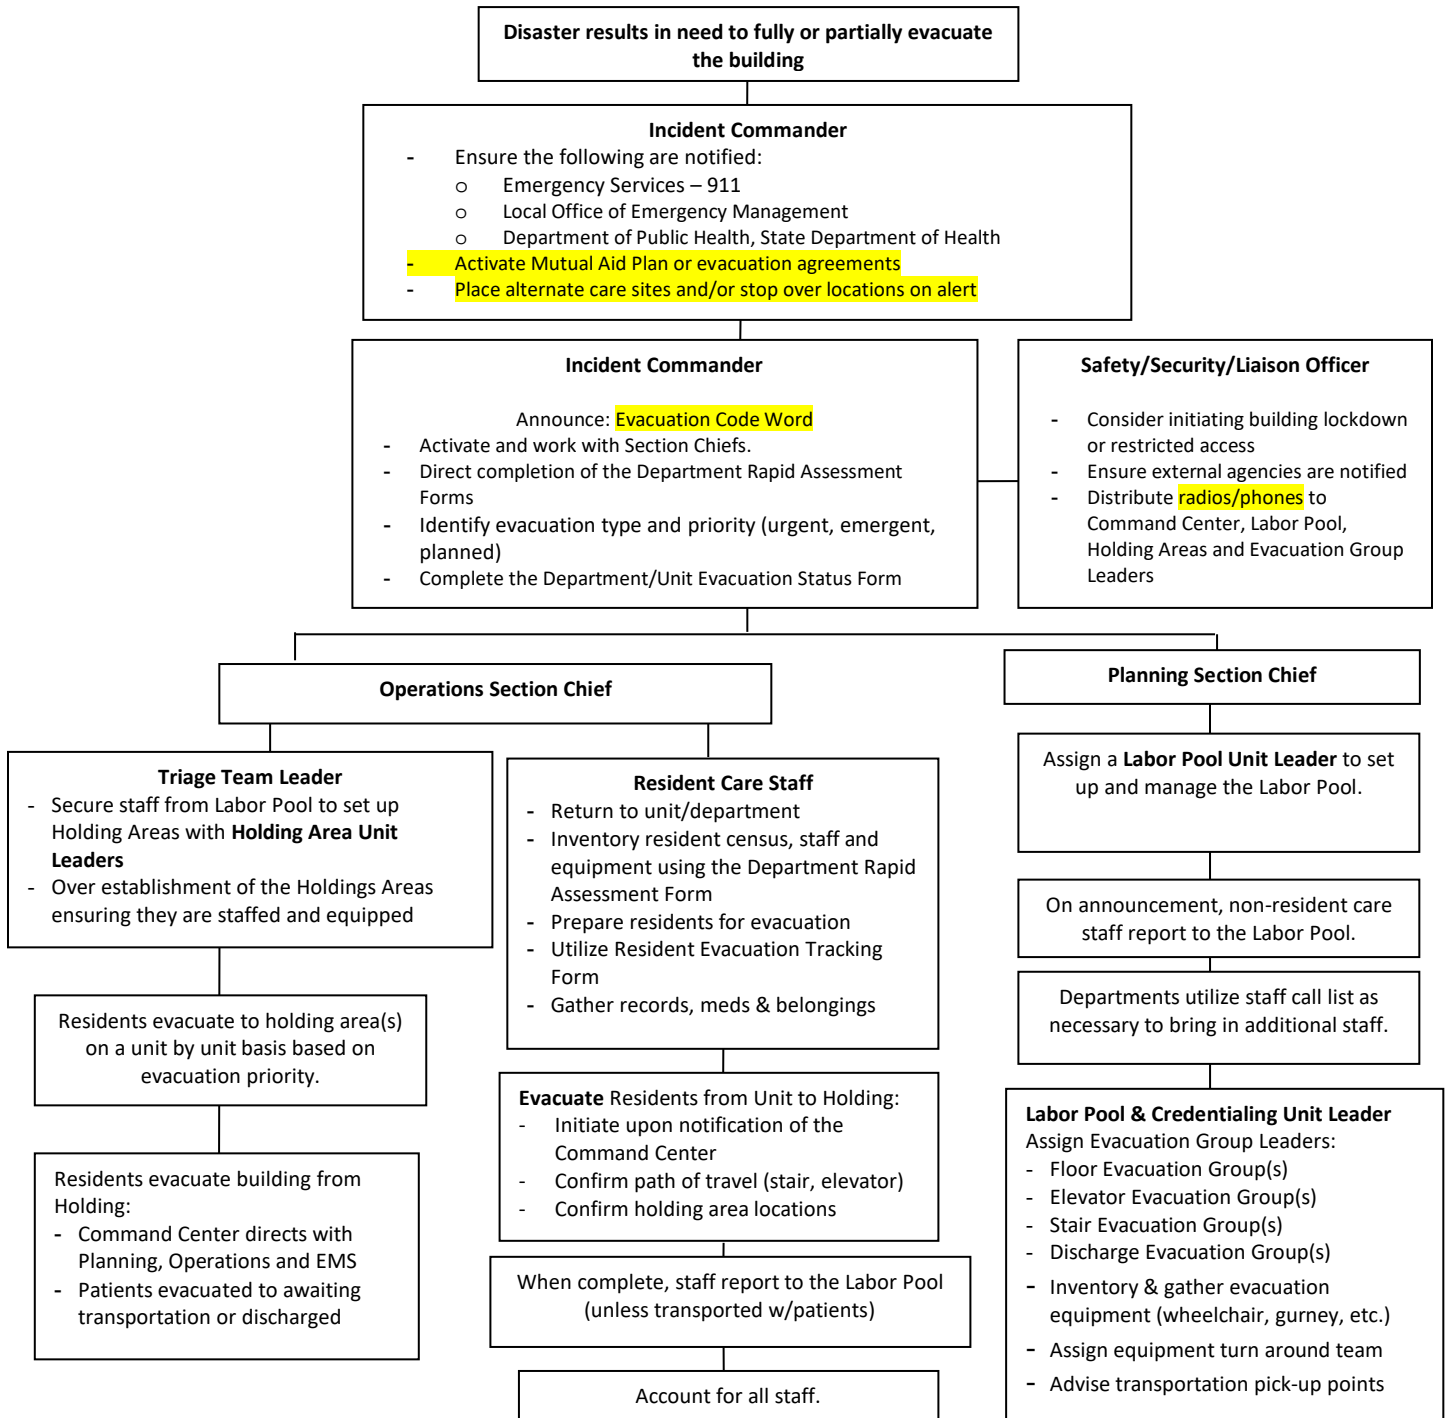 Disaster results in need to fully or partially evacuate
the building
Incident Commander
- Ensure the following are notified:
o Emergency Services – 911
o Local Office of Emergency Management
o Department of Public Health, State Department of Health
- Activate Mutual Aid Plan or evacuation agreements
- Place alternate care sites and/or stop over locations on alert
Incident Commander
Announce: Evacuation Code Word
- Activate and work with Section Chiefs.
- Direct completion of the Department Rapid Assessment
Forms
- Identify evacuation type and priority (urgent, emergent,
planned)
- Complete the Department/Unit Evacuation Status Form
Safety/Security/Liaison Officer
- Consider initiating building lockdown
or restricted access
- Ensure external agencies are notified
- Distribute radios/phones to
Command Center, Labor Pool,
Holding Areas and Evacuation Group
Leaders
Operations Section Chief
Planning Section Chief
Triage Team Leader
- Secure staff from Labor Pool to set up
Holding Areas with Holding Area Unit
Leaders
- Over establishment of the Holdings Areas
ensuring they are staffed and equipped
Residents evacuate to holding area(s)
on a unit by unit basis based on
evacuation priority.
Residents evacuate building from
Holding:
- Command Center directs with
Planning, Operations and EMS
- Patients evacuated to awaiting
transportation or discharged
Resident Care Staff
- Return to unit/department
- Inventory resident census, staff and
equipment using the Department Rapid
Assessment Form
- Prepare residents for evacuation
- Utilize Resident Evacuation Tracking
Form
- Gather records, meds & belongings
Evacuate Residents from Unit to Holding:
- Initiate upon notification of the
Command Center
- Confirm path of travel (stair, elevator)
- Confirm holding area locations
When complete, staff report to the Labor Pool
(unless transported w/patients)
Account for all staff.
Assign a Labor Pool Unit Leader to set
up and manage the Labor Pool.
On announcement, non-resident care
staff report to the Labor Pool.
Departments utilize staff call list as
necessary to bring in additional staff.
Labor Pool & Credentialing Unit Leader
Assign Evacuation Group Leaders:
- Floor Evacuation Group(s)
- Elevator Evacuation Group(s)
- Stair Evacuation Group(s)
- Discharge Evacuation Group(s)
- Inventory & gather evacuation
equipment (wheelchair, gurney, etc.)
- Assign equipment turn around team
- Advise transportation pick-up points